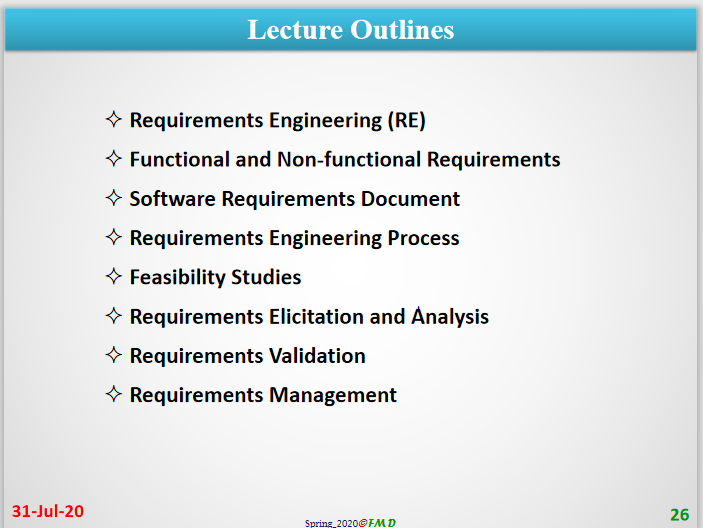 Lecture Outlines
Requirements Engineering (RE)
Functional and Non-functional Requirements
Software Requirements Document
Requirements Engineering Process
Feasibility Studies
Requirements Elicitation and Analysis
Requirements Validation
Requirements Management
31-Jul-20
Spring_2020©FMD
26